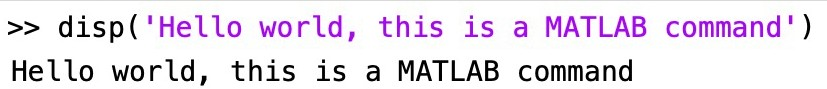 >> disp('Hello world, this is a MATLAB command')
Hello world, this is a MATLAB command